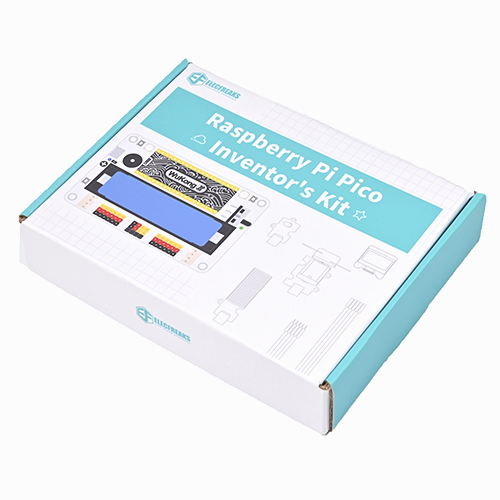 ELECFREAKS
Raspberry Pi Pico
Inventor's Kit
WuKong
ELECFREAKS